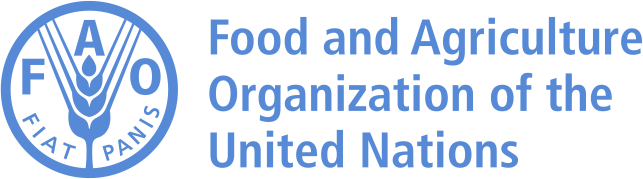 F A O
FIAT PANIS
Food and Agriculture
Organization of the
United Nations